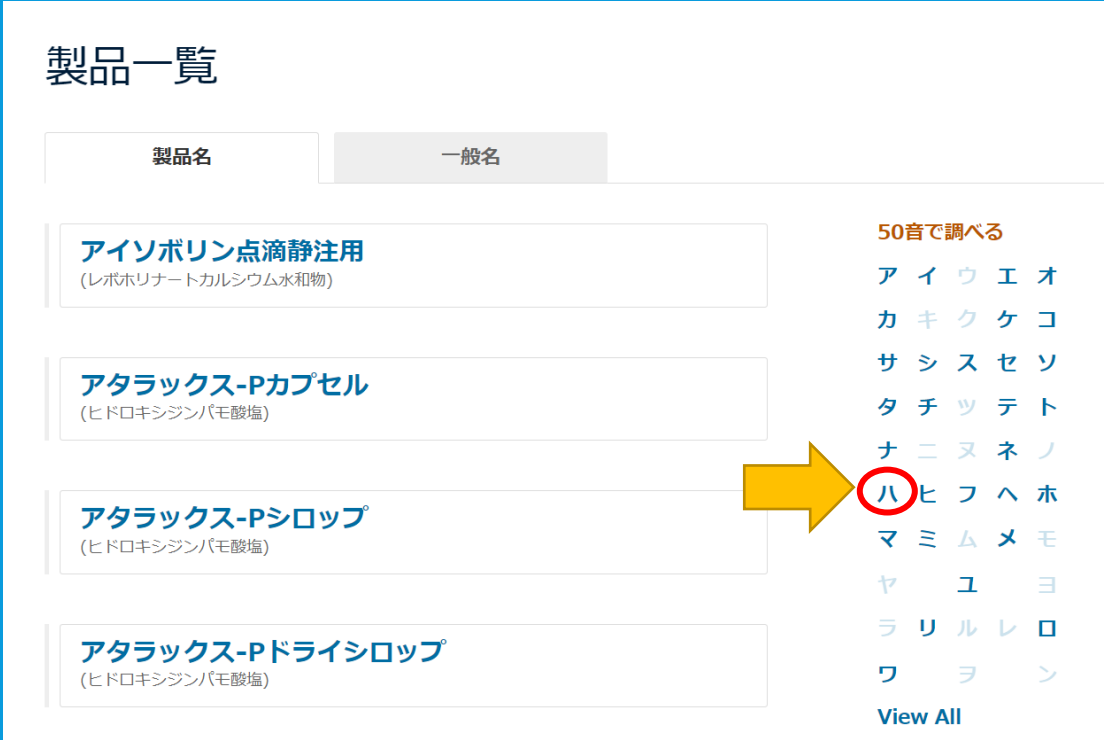 製品一覧
製品名
一般名
アイソボリン点滴静注用
(レボホリナートカルシウム水和物)
アタラックス-Pカプセル
(ヒドロキシジンパモ酸塩)
アタラックス-Pシロップ
(ヒドロキシジンパモ酸塩)
アタラックス-Pドライシロップ
(ヒドロキシジンパモ酸塩)
50音で調べる
ア イ ウ エ オ
カ キ ク ケ コ
サ シ ス セ ソ
タ チ ツ テ ト
ナ ニ ヌ ネ ノ
ハ ヒ フ ヘ ホ
マ ミ ム メ モ
ヤ ユ ヨ
ラ リ ル レ ロ
ワ ヲ ン
View All